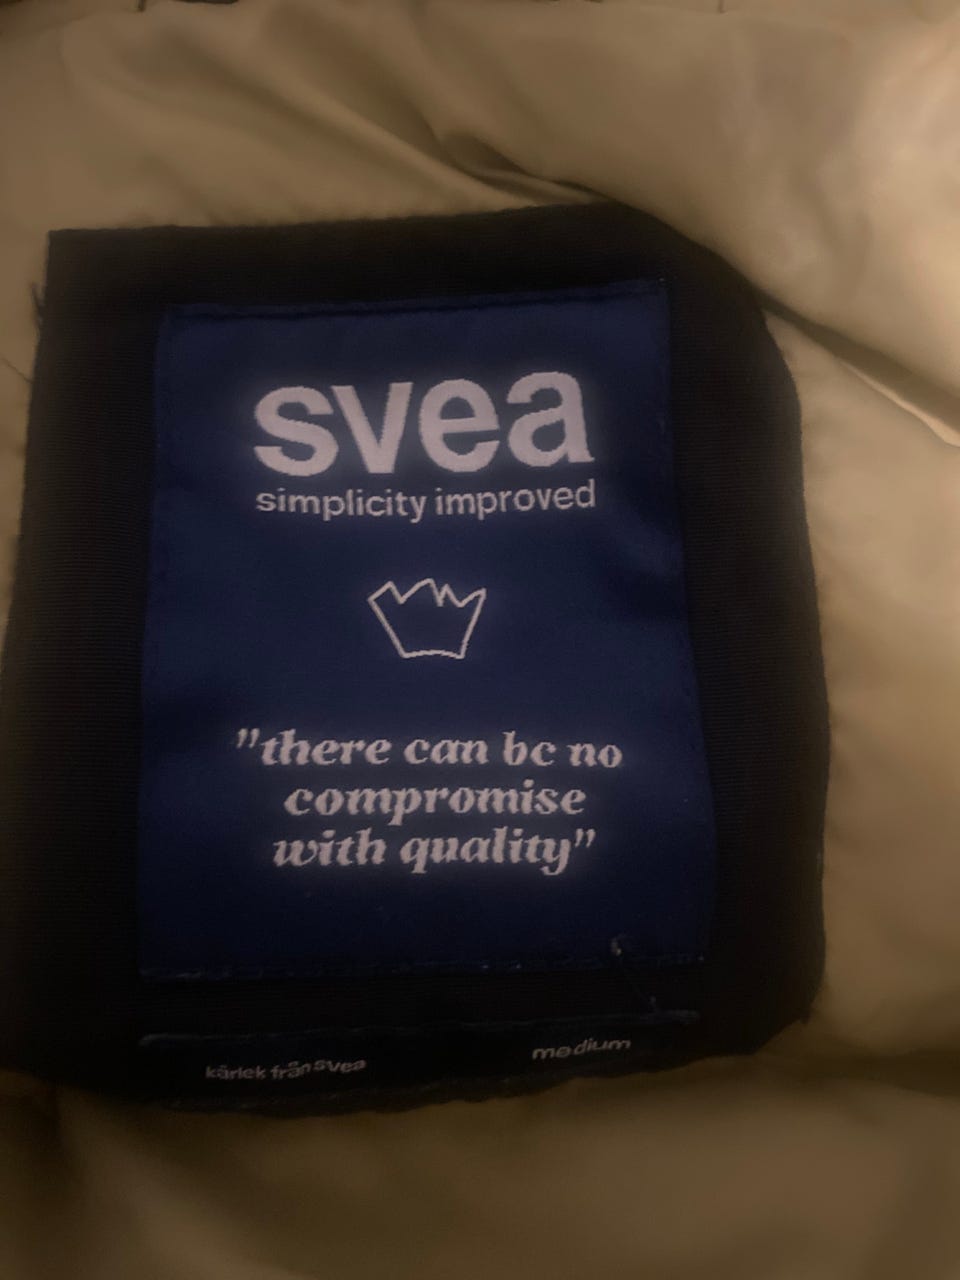 svea
simplicity improved
"there can be no
compromise
with quality"
kärlek från svea
medium